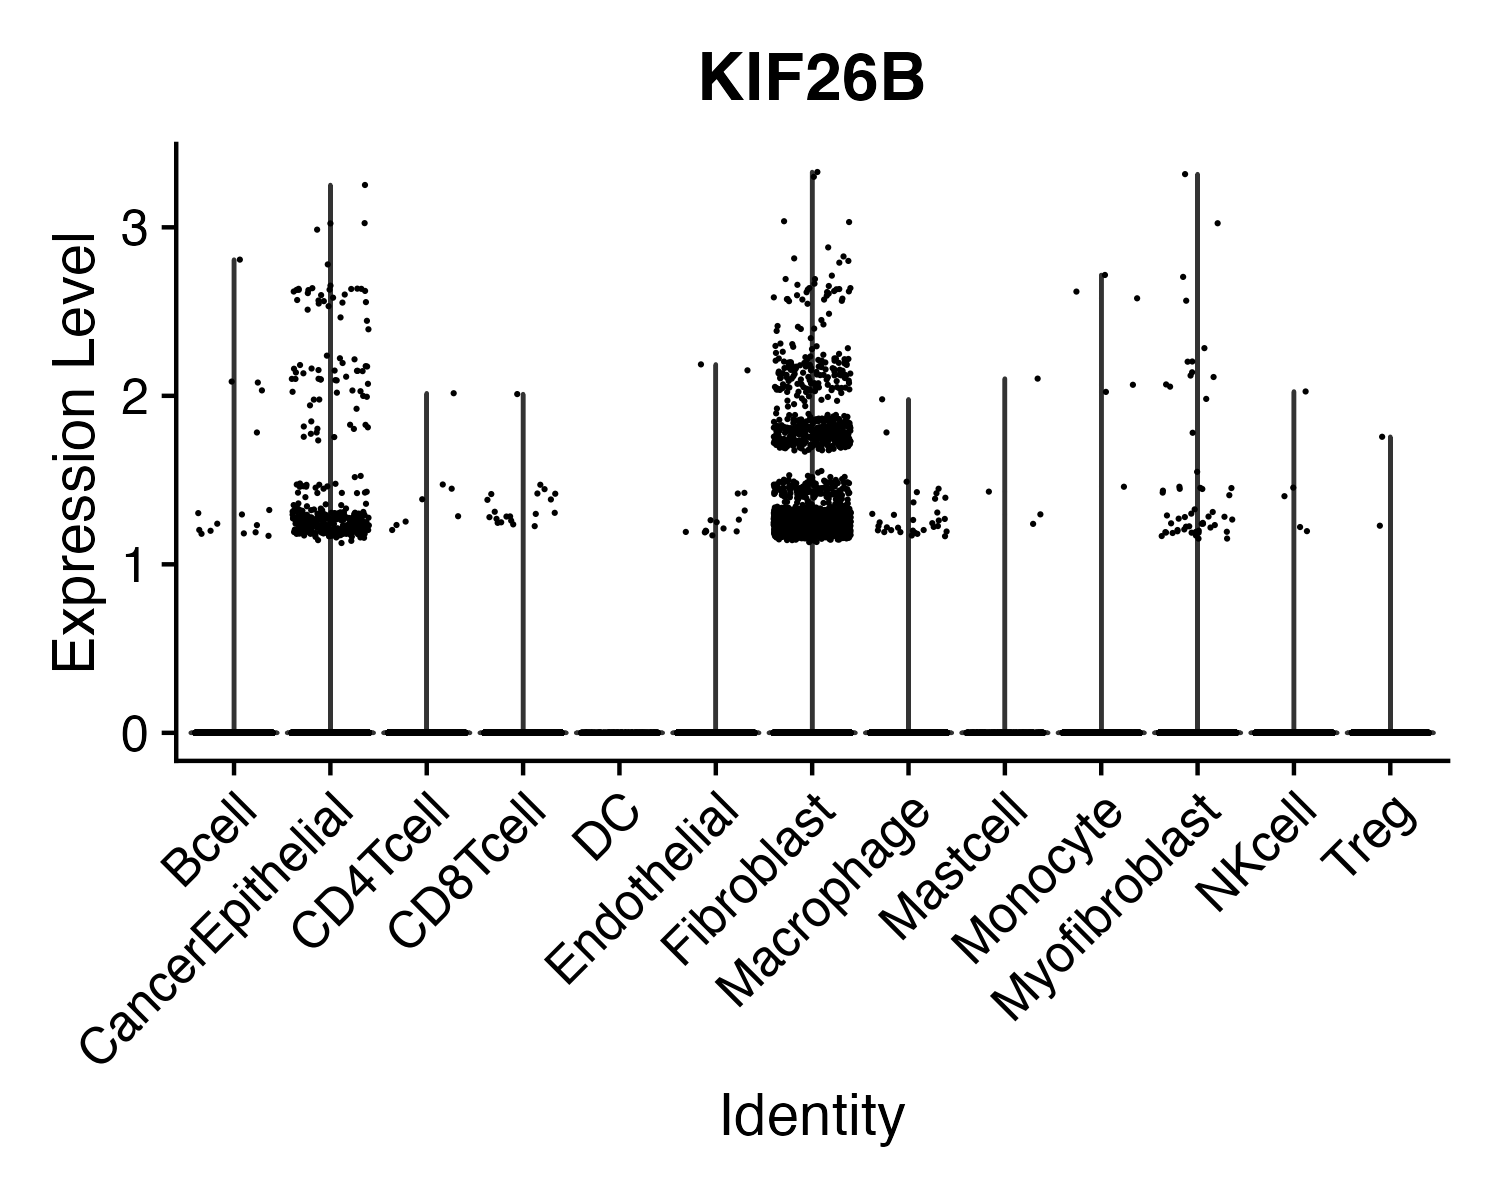 KIF26B
Expression Level
3
2
1
0
Bcell
CancerEpithelial
CD4Tcell
CD8Tcell
DC
Endothelial
Fibroblast
Macrophage
Mastcell
Monocyte
Myofibroblast
NKcell
Treg
Identity